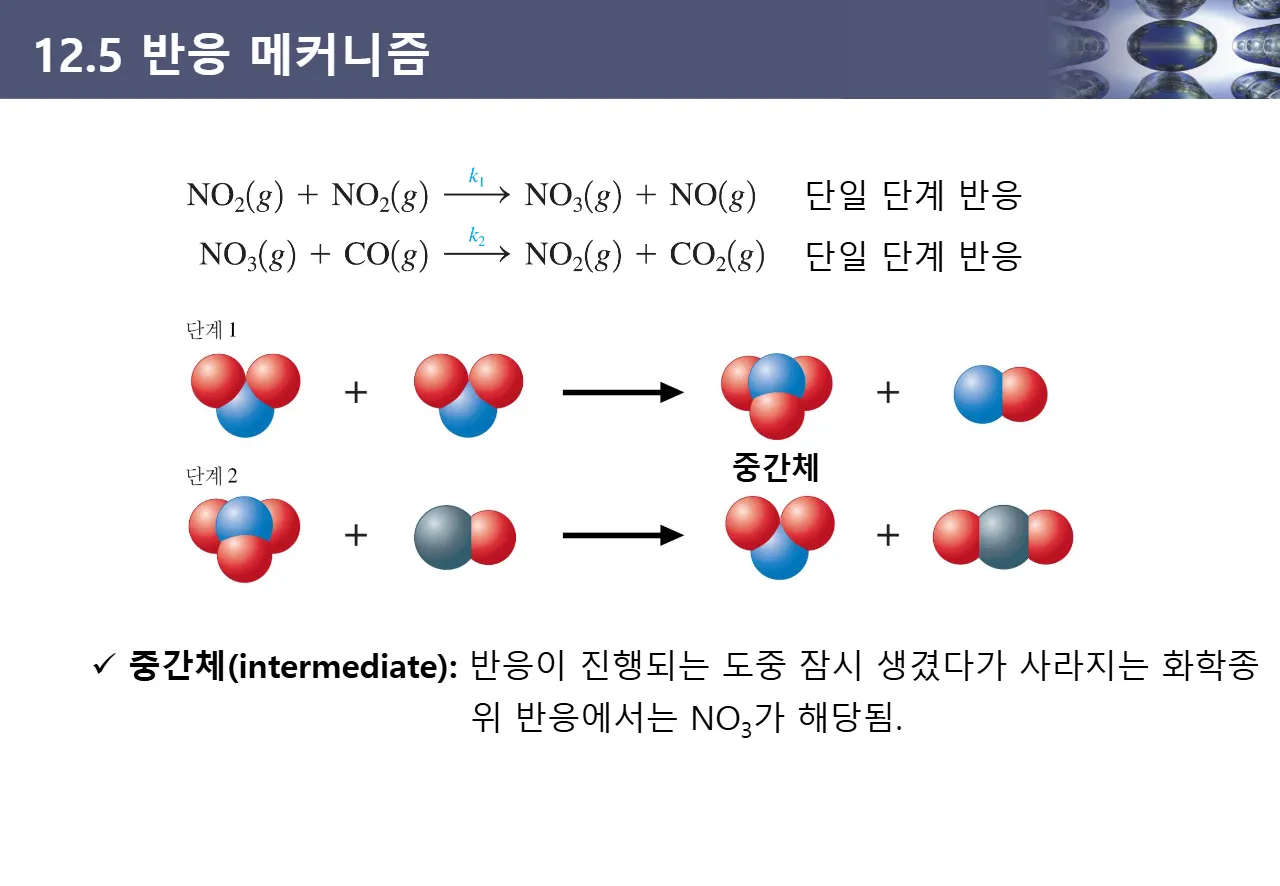 12.5 반응 메커니즘
NO₂(g) + NO₂(g) —k₁→ NO₃(g) + NO(g) 단일 단계 반응
NO₃(g) + CO(g) —k₂→ NO₂(g) + CO₂(g) 단일 단계 반응
단계 1
+ → +
중간체
단계 2
+ → +
✓ 중간체(intermediate): 반응이 진행되는 도중 잠시 생겼다가 사라지는 화학종
위 반응에서는 NO₃가 해당됨.